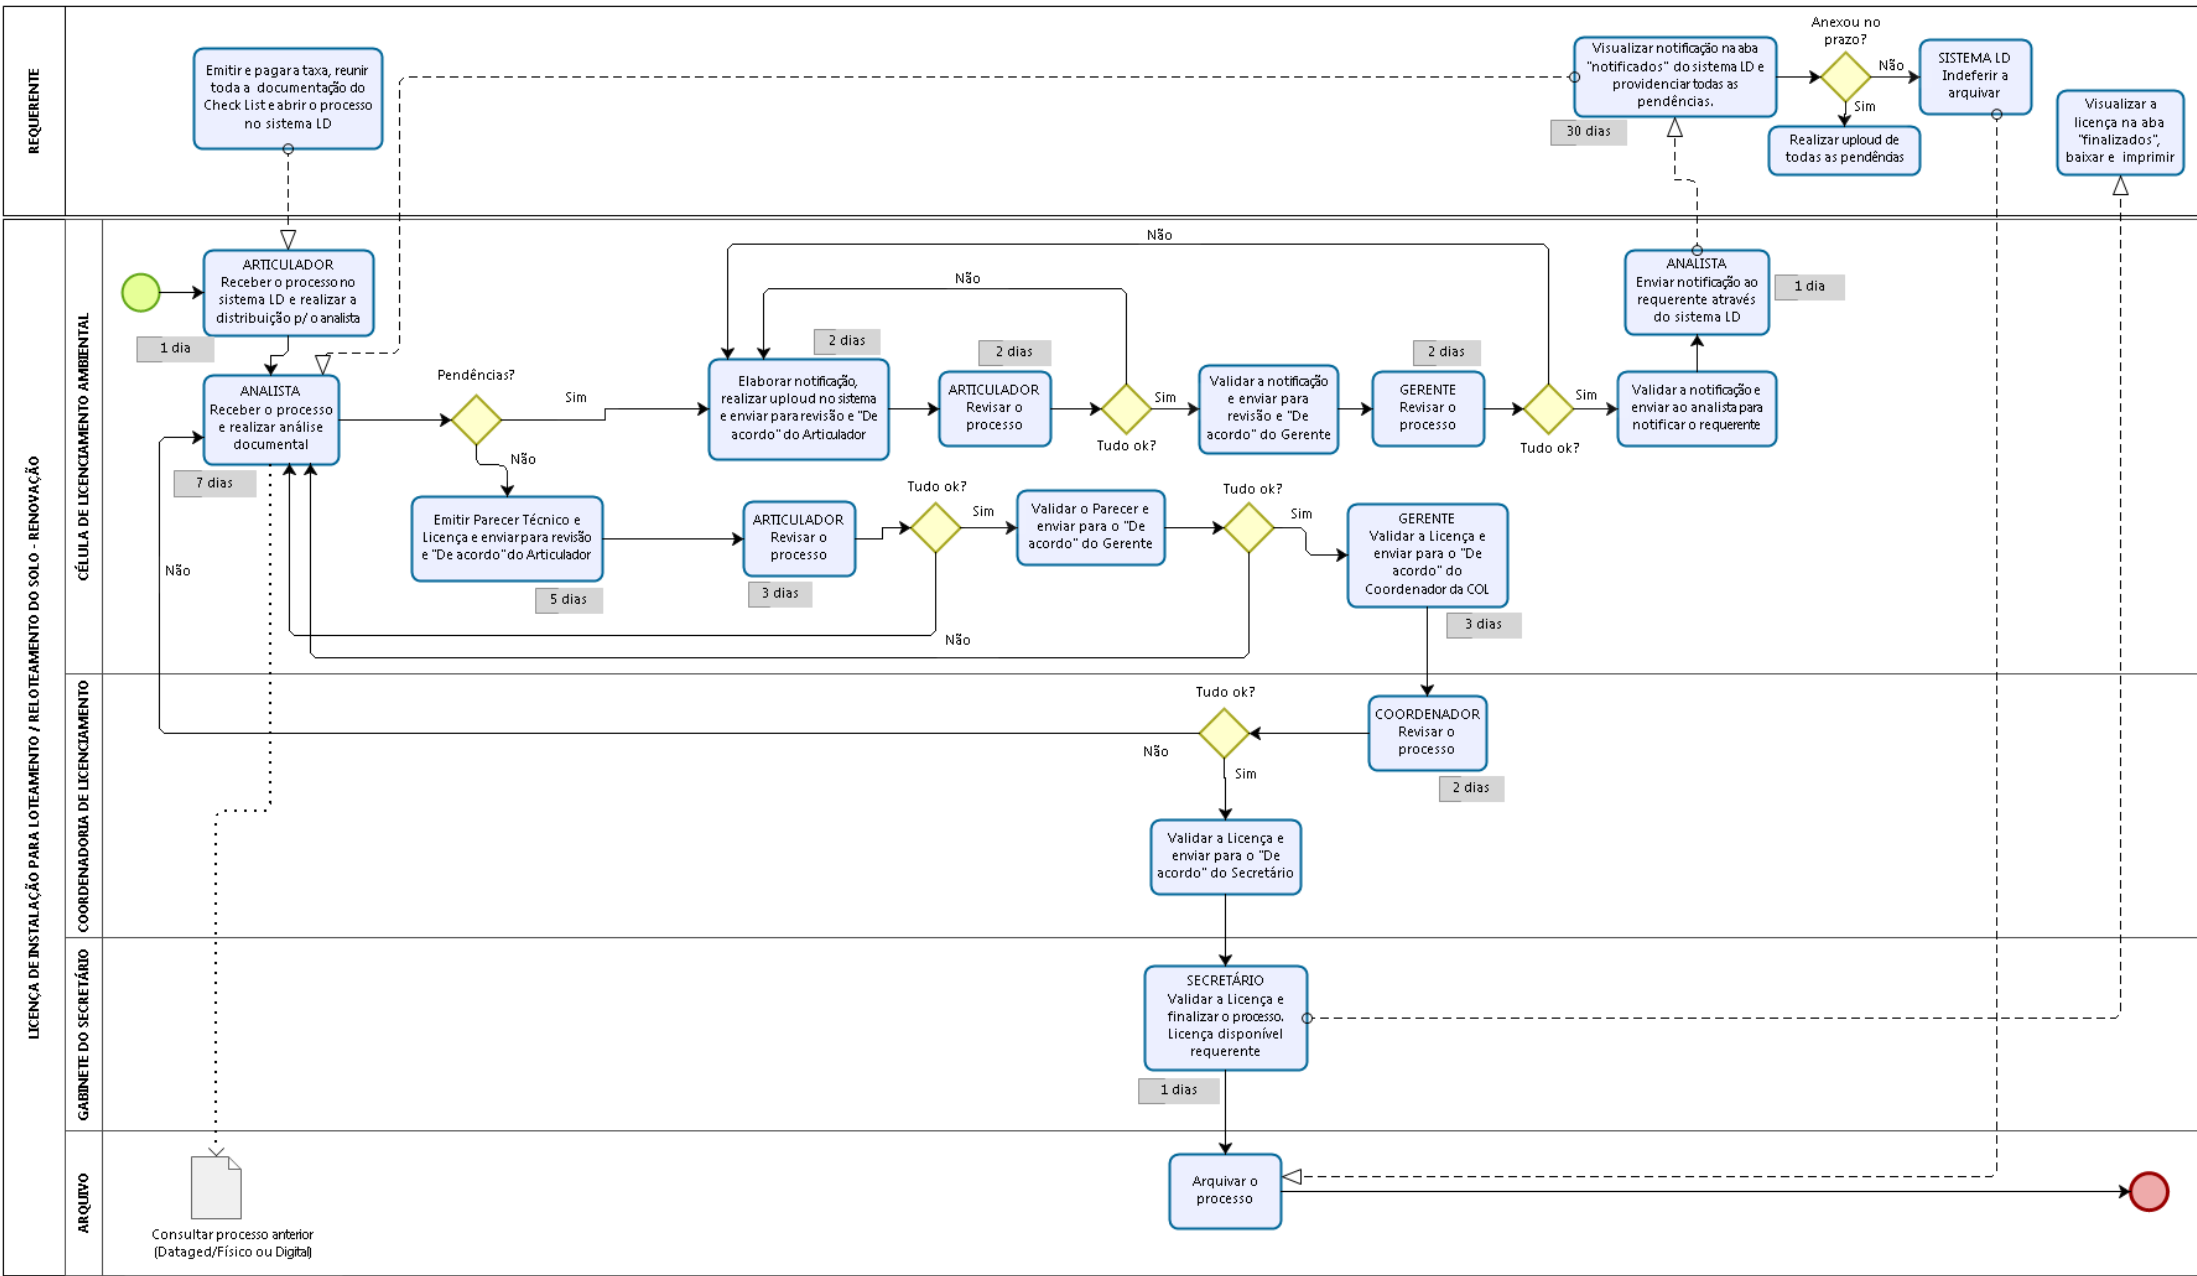 REQUERENTE
Emitir e pagar a taxa, reunir
toda a documentação do
Check List e abrir o processo
no sistema LD
Visualizar notificação na aba
"notificados" do sistema LD e
providenciar todas as
pendências.
30 dias
Anexou no
prazo?
Não
Sim
SISTEMA LD
Indeferir a
arquivar
Realizar uploud de
todas as pendências
Visualizar a
licença na aba
"finalizados",
baixar e imprimir
LICENÇA DE INSTALAÇÃO PARA LOTEAMENTO / RELOTEAMENTO DO SOLO - RENOVAÇÃO
CÉLULA DE LICENCIAMENTO AMBIENTAL
ARTICULADOR
Receber o processo no
sistema LD e realizar a
distribuição p/ o analista
1 dia
ANALISTA
Receber o processo
e realizar análise
documental
7 dias
Pendências?
Sim
Não
Elaborar notificação,
realizar uploud no sistema
e enviar para revisão e "De
acordo" do Articulador
2 dias
ARTICULADOR
Revisar o
processo
2 dias
Não
Não
Tudo ok?
Sim
Validar a notificação
e enviar para
revisão e "De
acordo" do Gerente
GERENTE
Revisar o
processo
2 dias
Tudo ok?
Sim
Validar a notificação e
enviar ao analista para
notificar o requerente
ANALISTA
Enviar notificação ao
requerente através
do sistema LD
1 dia
Emitir Parecer Técnico e
Licença e enviar para revisão
e "De acordo" do Articulador
5 dias
ARTICULADOR
Revisar o
processo
3 dias
Tudo ok?
Sim
Validar o Parecer e
enviar para o "De
acordo" do Gerente
Tudo ok?
Sim
GERENTE
Validar a Licença e
enviar para o "De
acordo" do
Coordenador da COL
3 dias
Não
Não
COORDENADORIA DE LICENCIAMENTO
COORDENADOR
Revisar o
processo
2 dias
Tudo ok?
Não
Sim
Validar a Licença e
enviar para o "De
acordo" do Secretário
GABINETE DO SECRETÁRIO
SECRETÁRIO
Validar a Licença e
finalizar o processo.
Licença disponível
requerente
1 dias
ARQUIVO
Consultar processo anterior
(Dataged/Físico ou Digital)
Arquivar o
processo